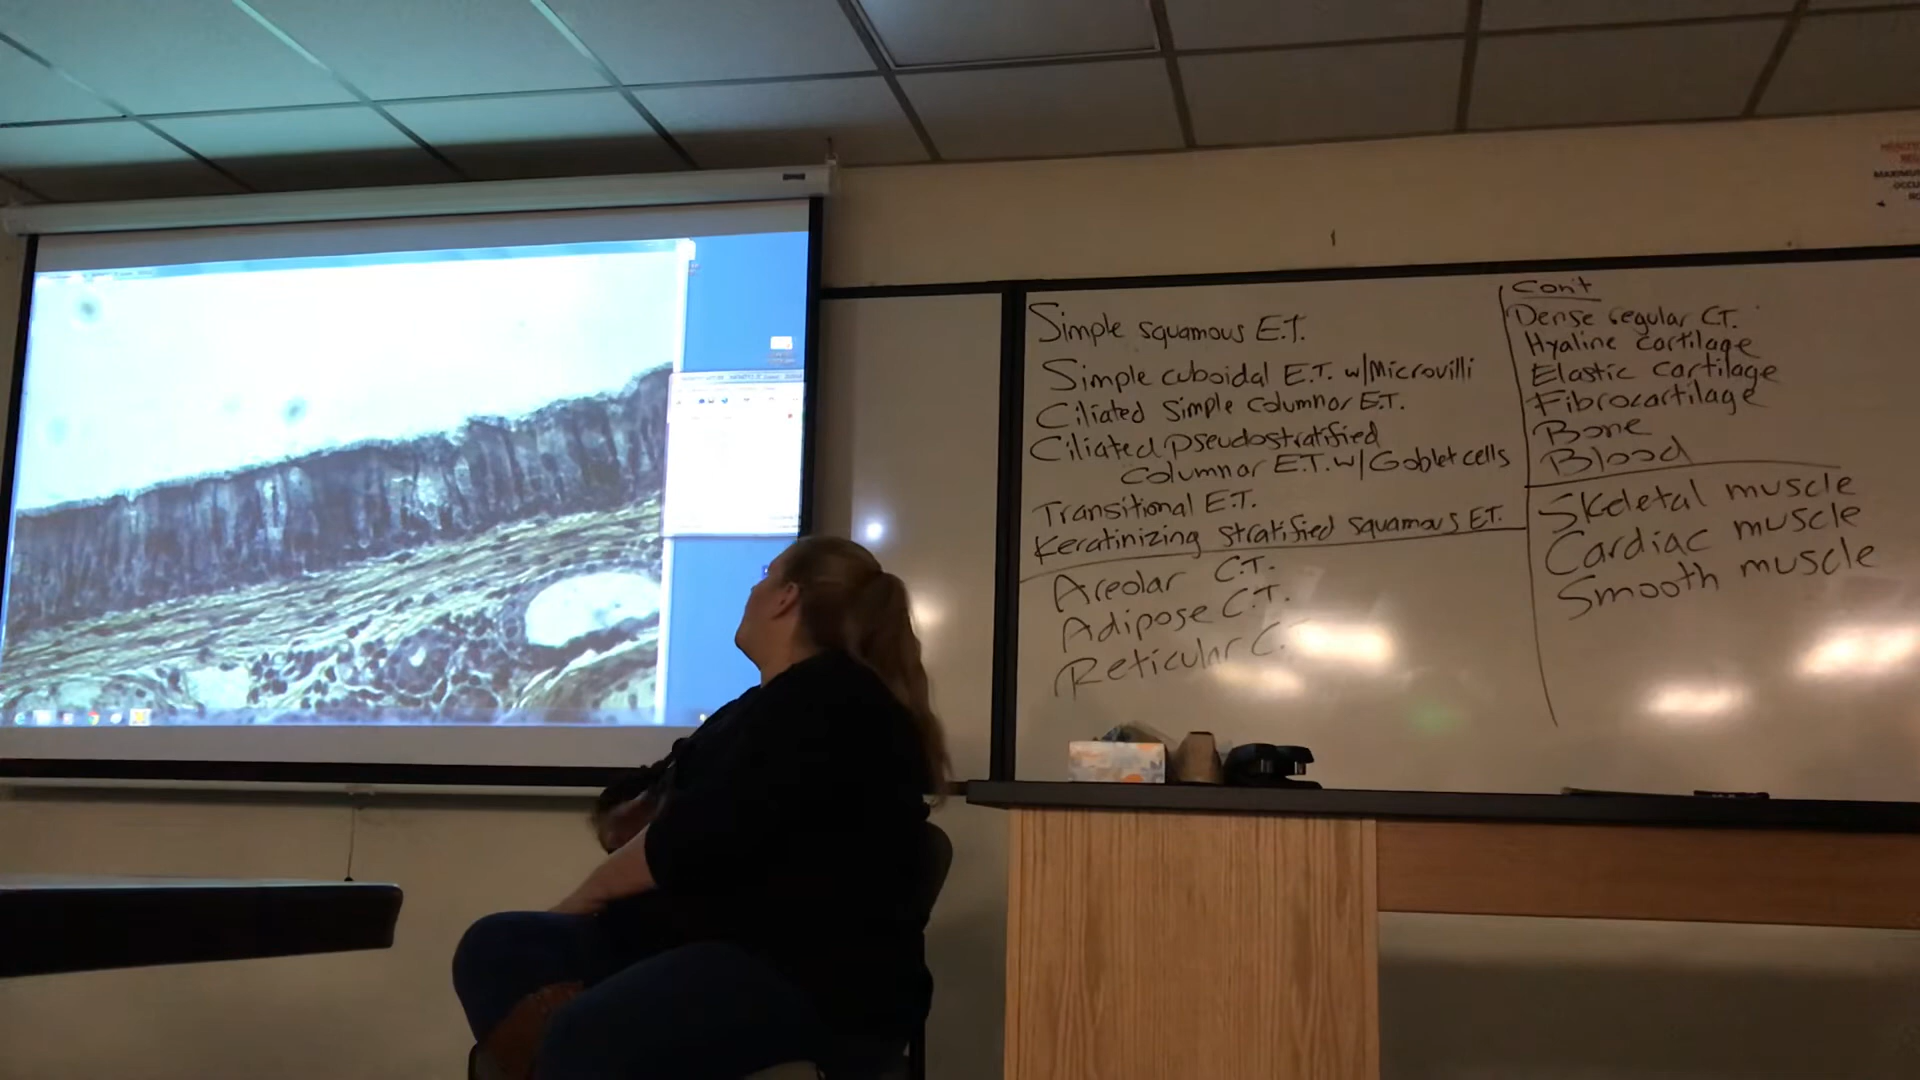 Simple squamous E.T.
Simple cuboidal E.T. w/Microvilli
Ciliated Simple columnar E.T.
Ciliated pseudostratified
columnar E.T. w/Goblet cells
Transitional E.T.
Keratinizing stratified squamous E.T.
Areolar C.T.
Adipose C.T.
Reticular C.
Con't
Dense regular C.T.
Hyaline cartilage
Elastic cartilage
Fibrocartilage
Bone
Blood
Skeletal muscle
Cardiac muscle
Smooth muscle
MAXIMUM